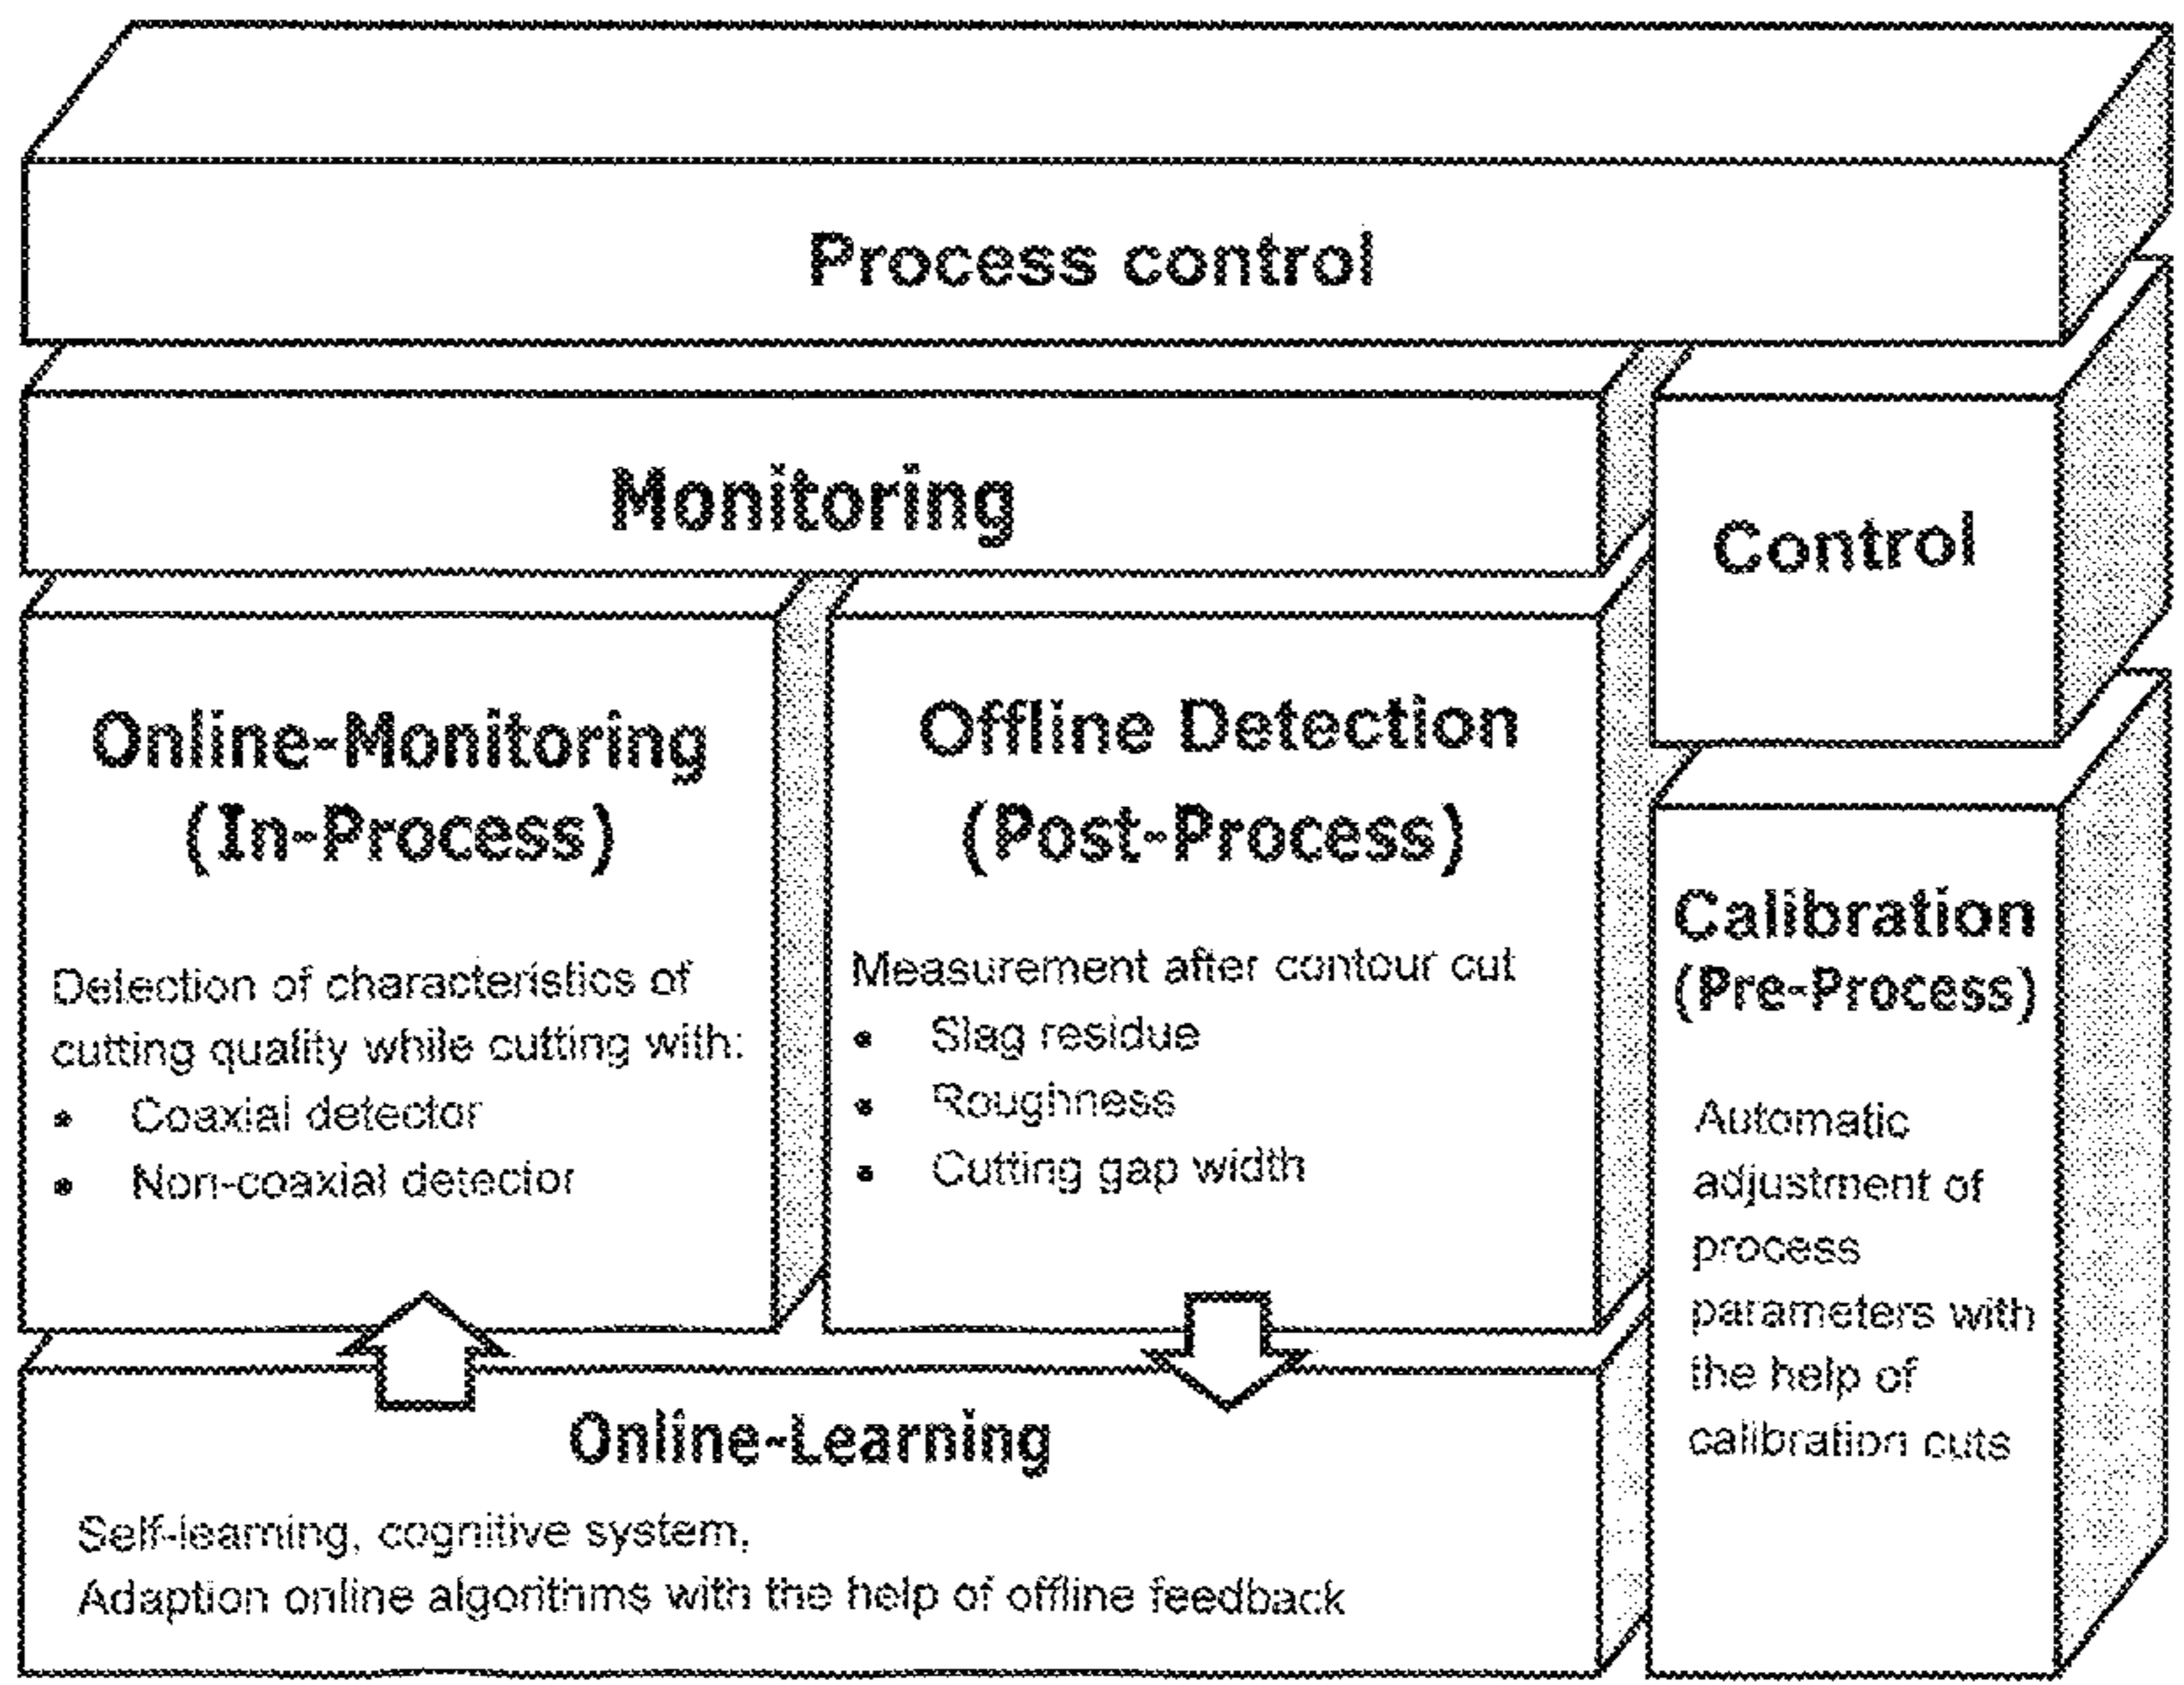 Process control
Monitoring
Control
Online-Monitoring
(In-Process)
Detection of characteristics of
cutting quality while cutting with:
• Coaxial detector
• Non-coaxial detector
Offline Detection
(Post-Process)
Measurement after contour cut
• Slag residue
• Roughness
• Cutting gap width
Calibration
(Pre-Process)
Automatic
adjustment of
process
parameters with
the help of
calibration cuts
Online-Learning
Self-learning, cognitive system,
Adaption online algorithms with the help of offline feedback